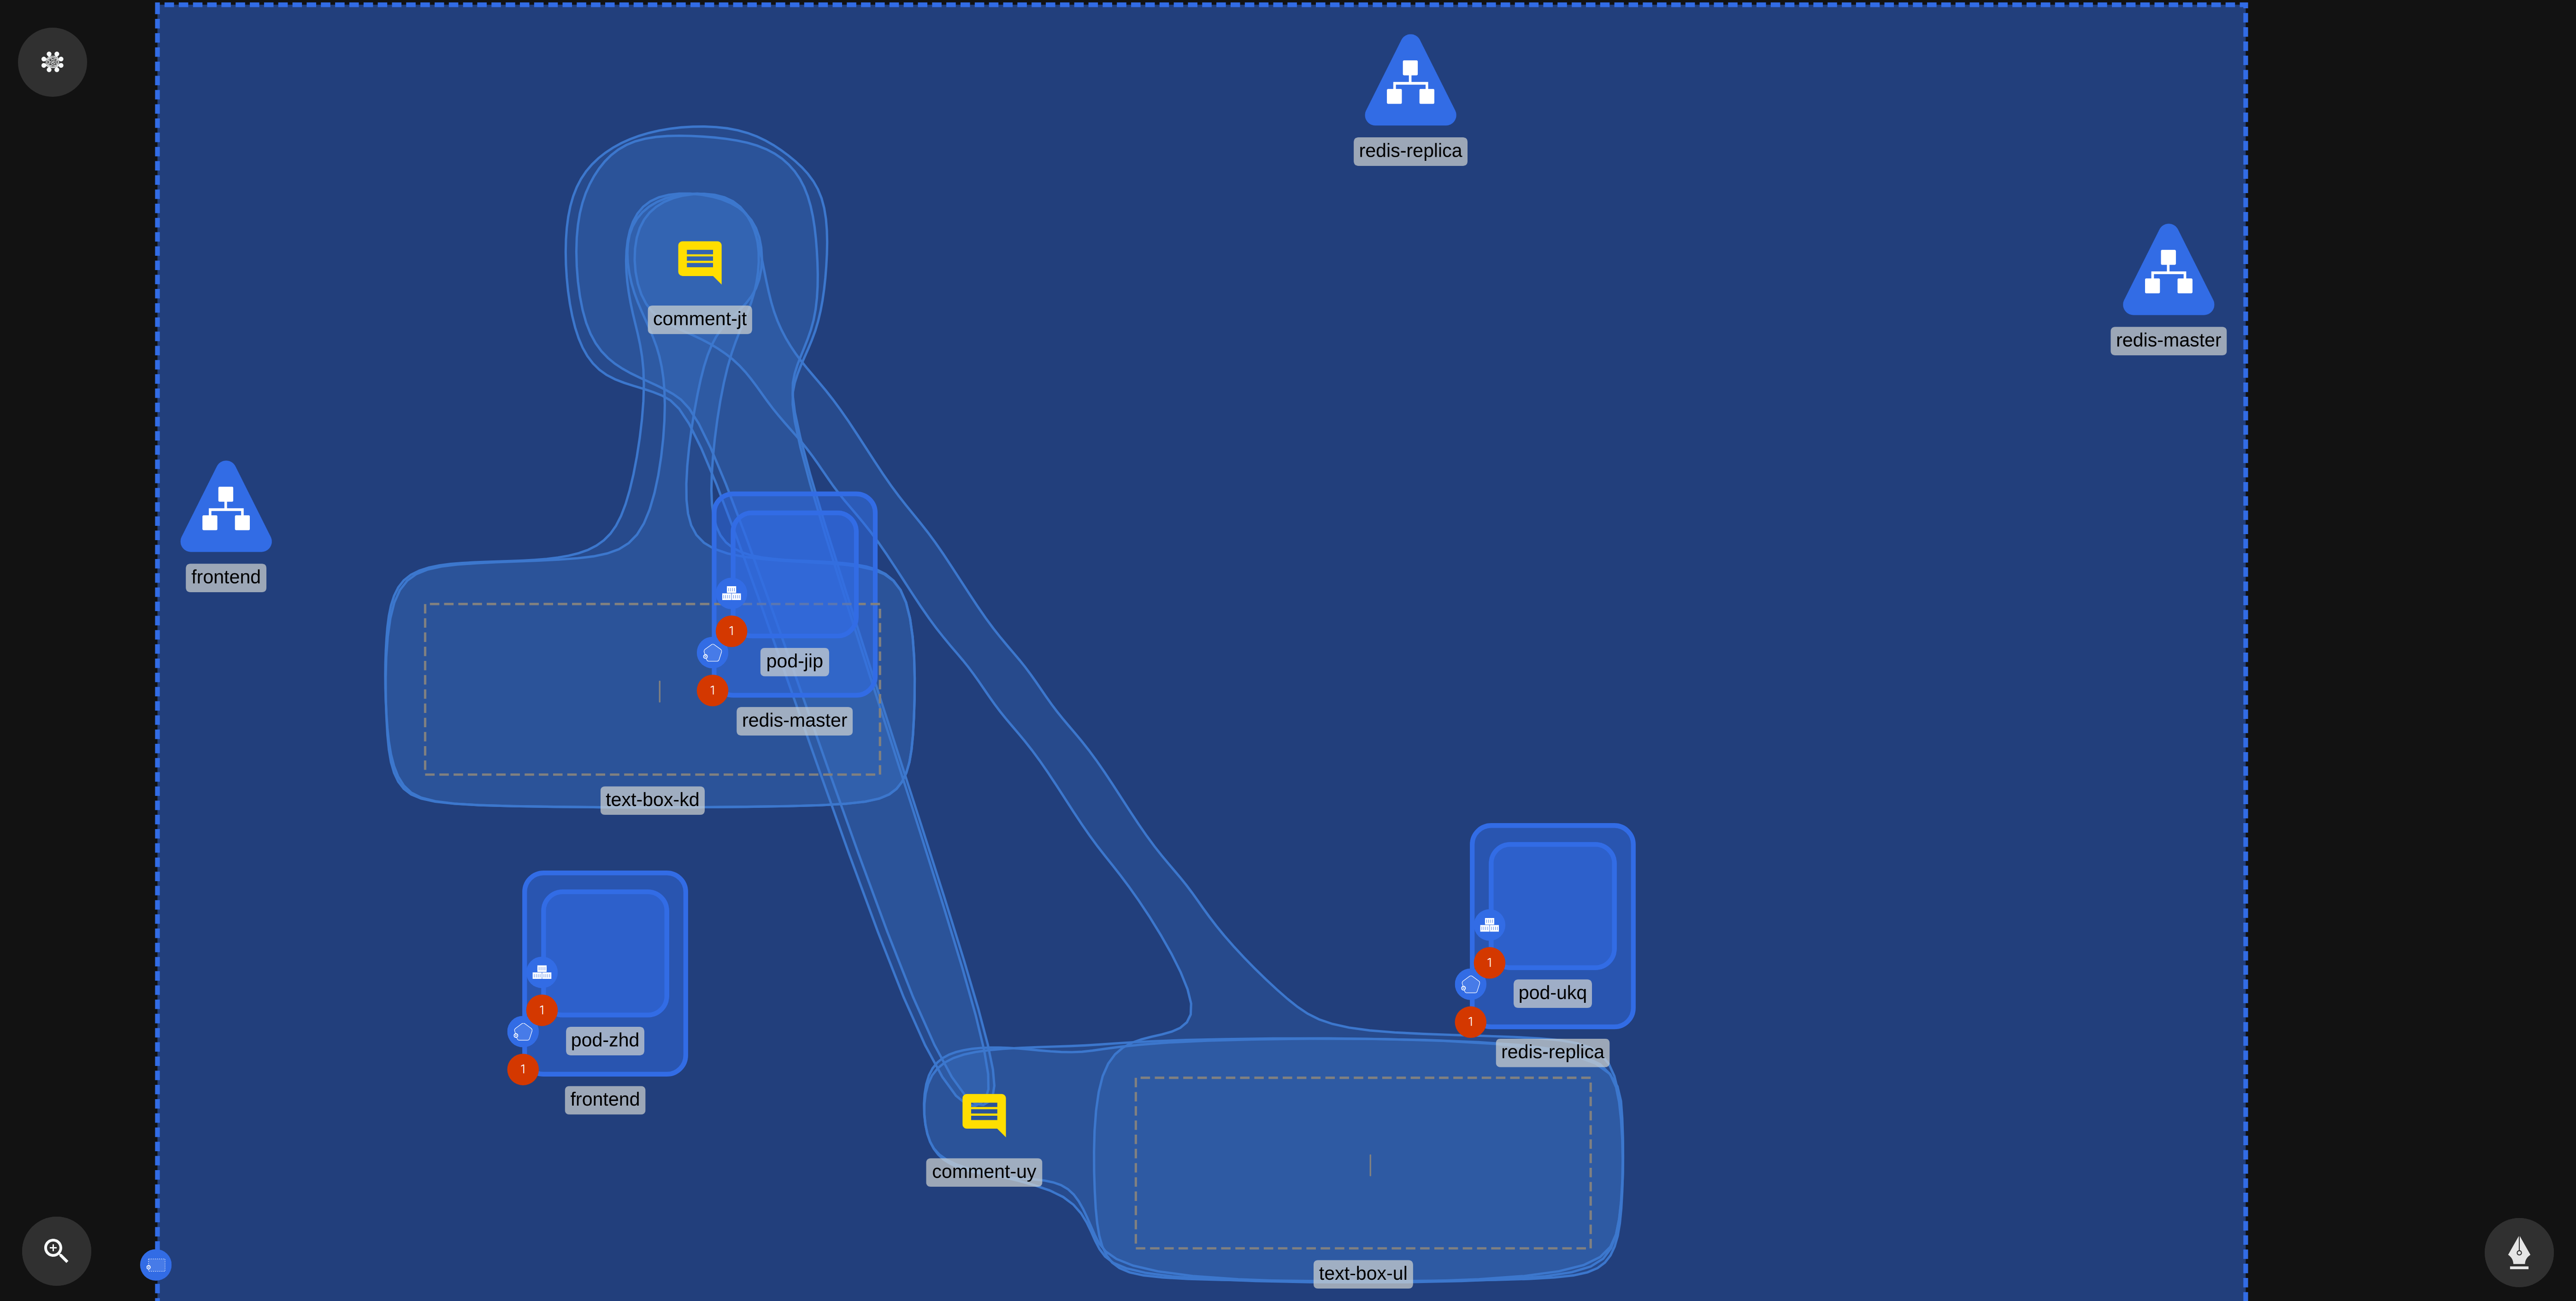 redis-replica
comment-jt
redis-master
frontend
1
pod-jip
1
redis-master
text-box-kd
1
pod-ukq
1
pod-zhd
1
redis-replica
1
frontend
comment-uy
text-box-ul